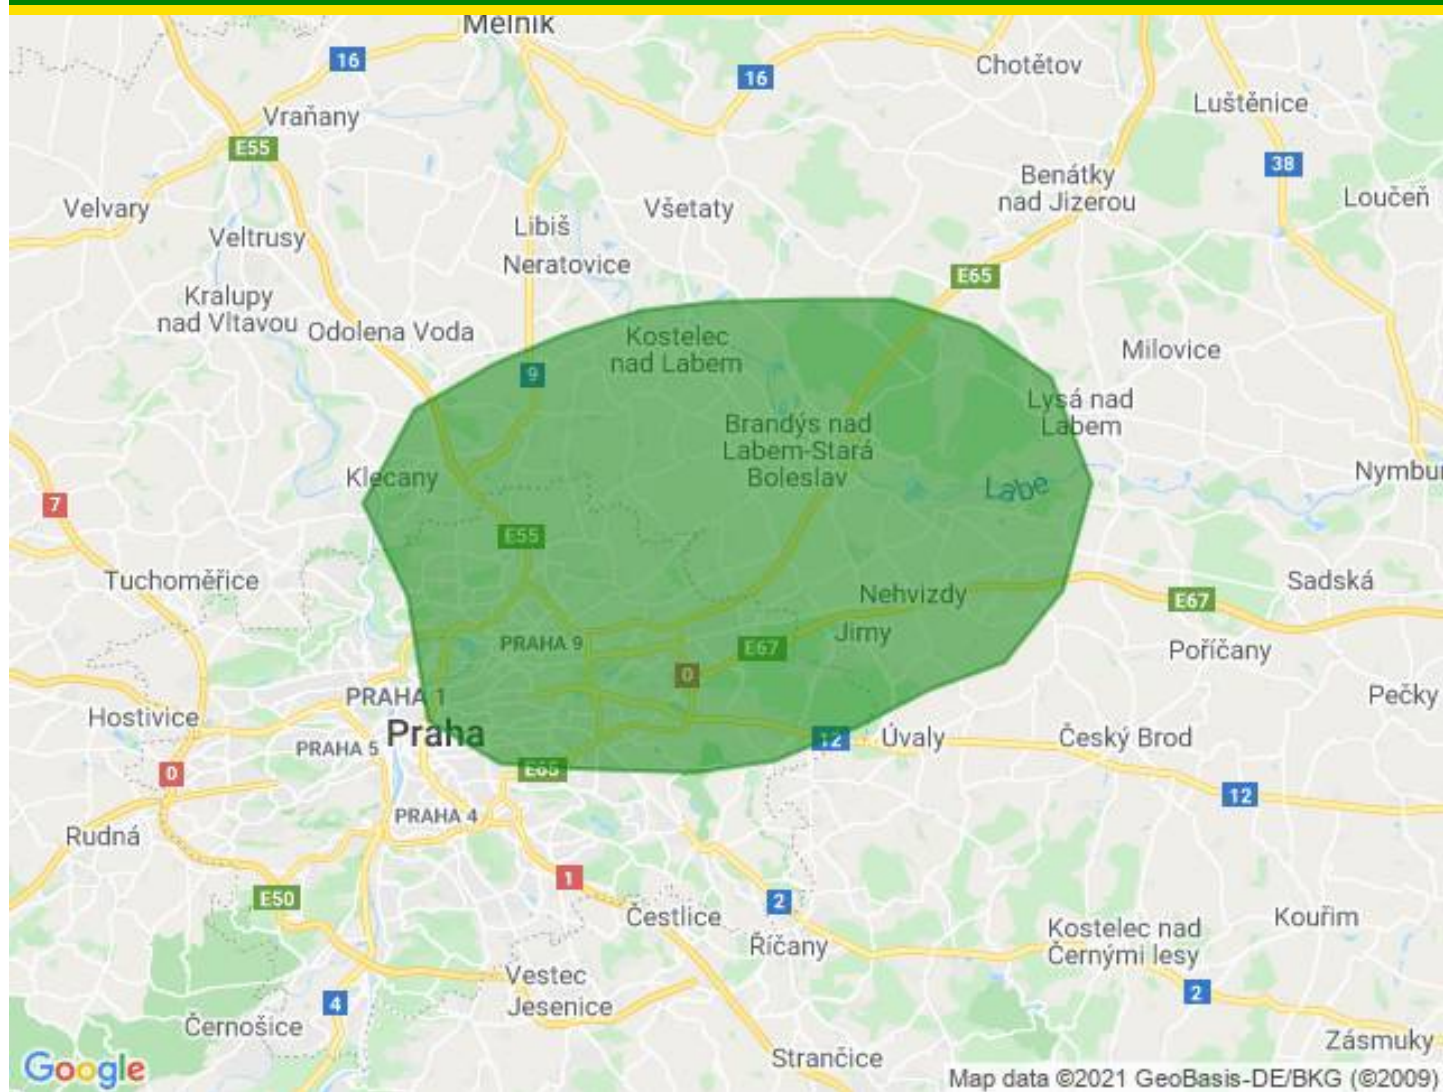 Mělník
16
16
Chotětov
Luštěnice
Vraňany
E55
38
Benátky
nad Jizerou
Loučeň
Velvary
Všetaty
Libiš
Veltrusy
Neratovice
E65
Kralupy
nad Vltavou
Odolena Voda
Kostelec
nad Labem
Milovice
9
Lysá nad
Labem
Brandýs nad
Labem-Stará
Boleslav
Klecany
Labe
Nymbur
7
E55
Tuchoměřice
Nehvizdy
Sadská
E67
Jirny
PRAHA 9
E67
Poříčany
0
PRAHA 1
Pečky
Hostivice
Praha
PRAHA 5
12
Úvaly
Český Brod
0
E65
12
PRAHA 4
Rudná
1
E50
2
Čestlice
Kouřim
Říčany
Kostelec nad
Černými lesy
Vestec
4
Jesenice
2
Černošice
Zásmuky
Strančice
Google
Map data ©2021 GeoBasis-DE/BKG (©2009)